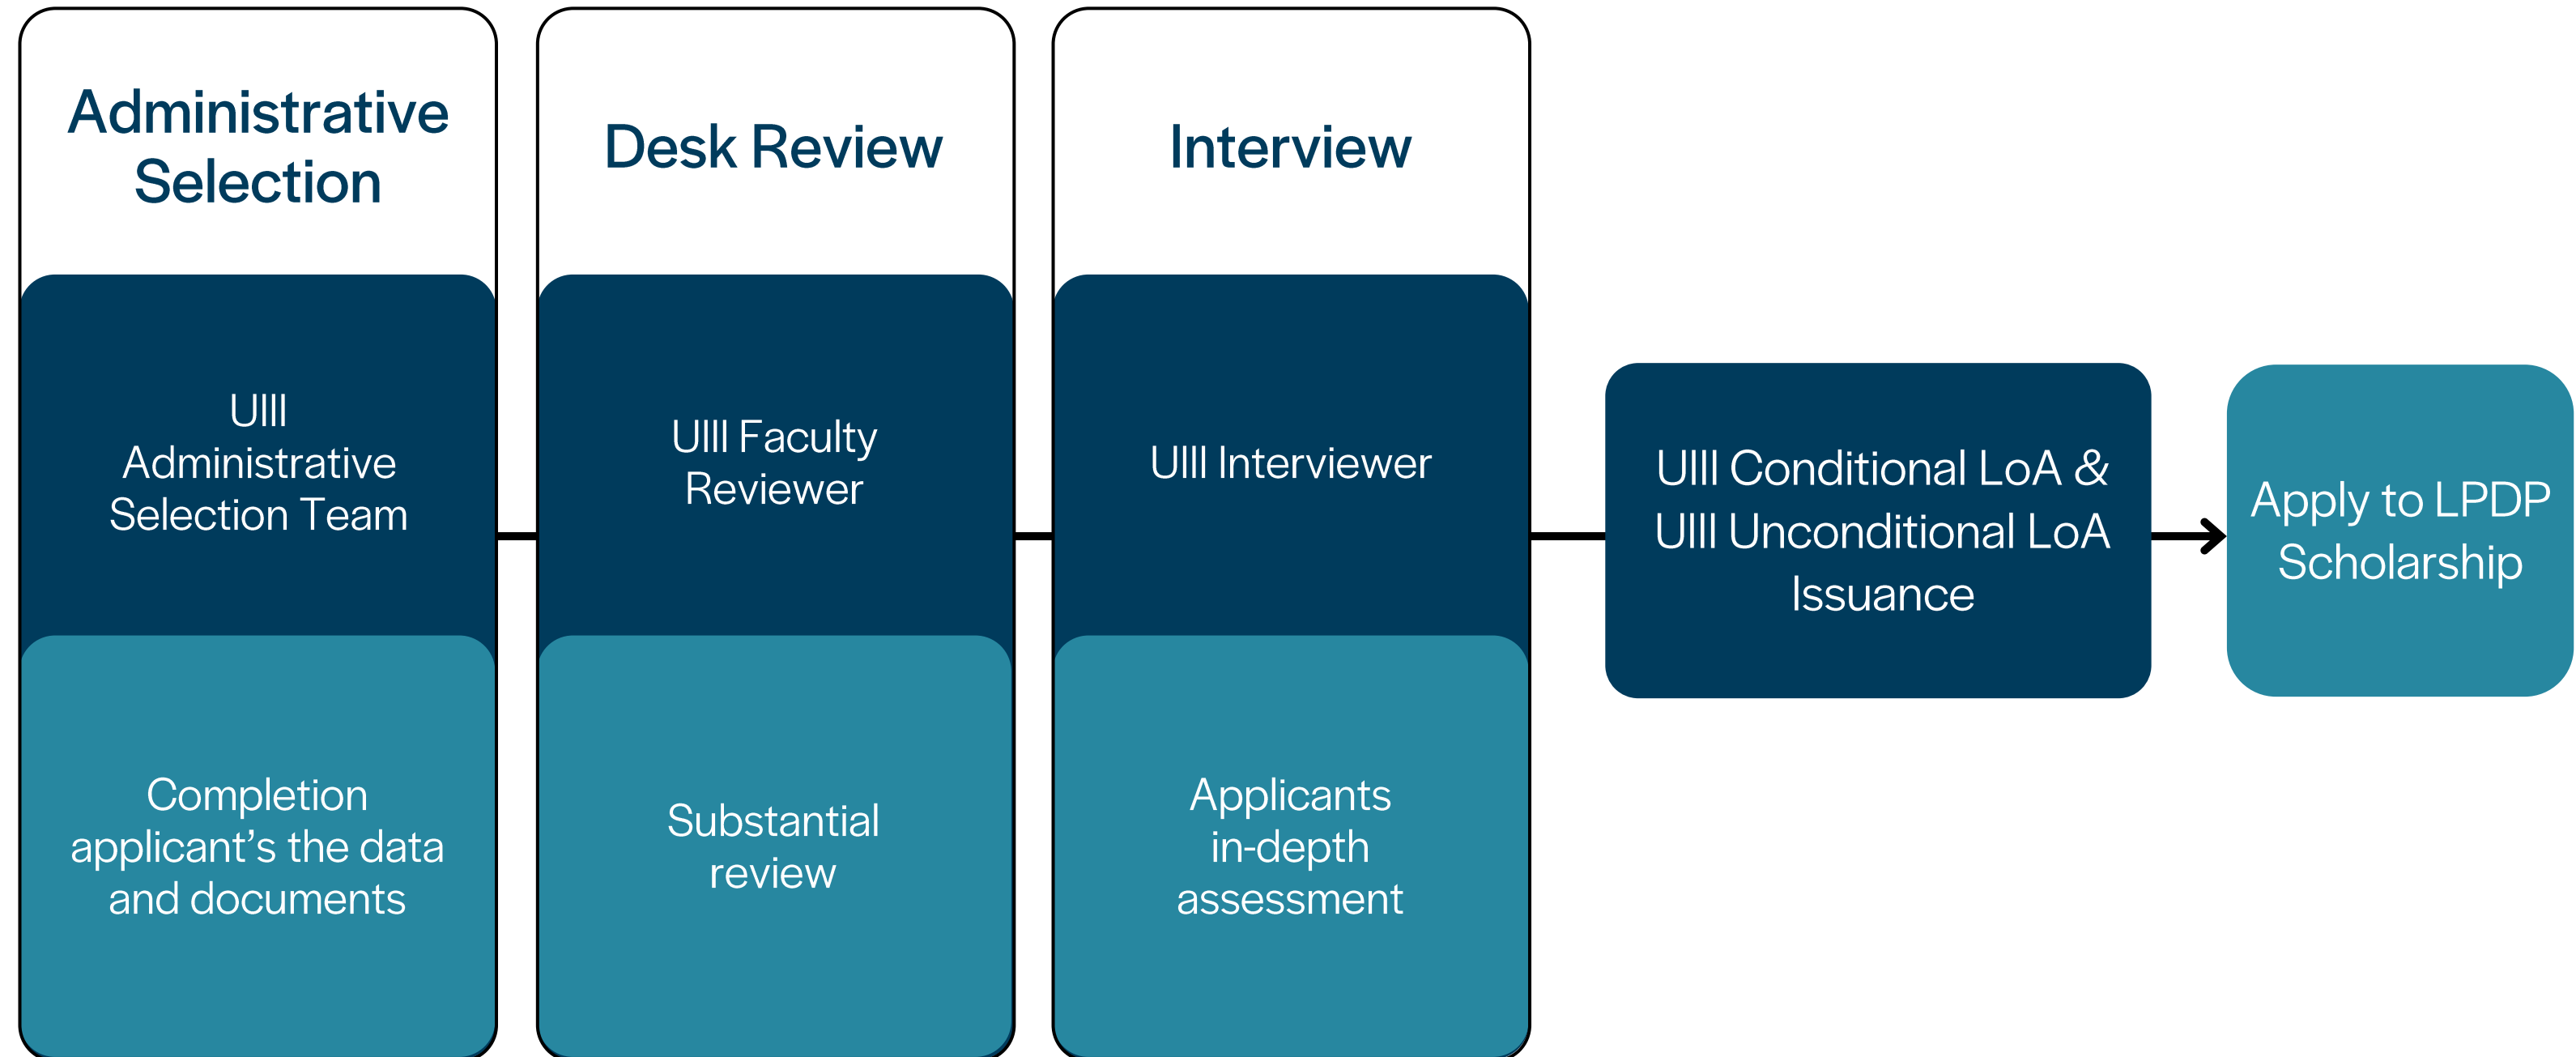 Administrative
Selection
UIII
Administrative
Selection Team
Completion
applicant's the data
and documents
Desk Review
UIII Faculty
Reviewer
Substantial
review
Interview
UIII Interviewer
Applicants
in-depth
assessment
UIII Conditional LoA &
UIII Unconditional LoA
Issuance
Apply to LPDP
Scholarship